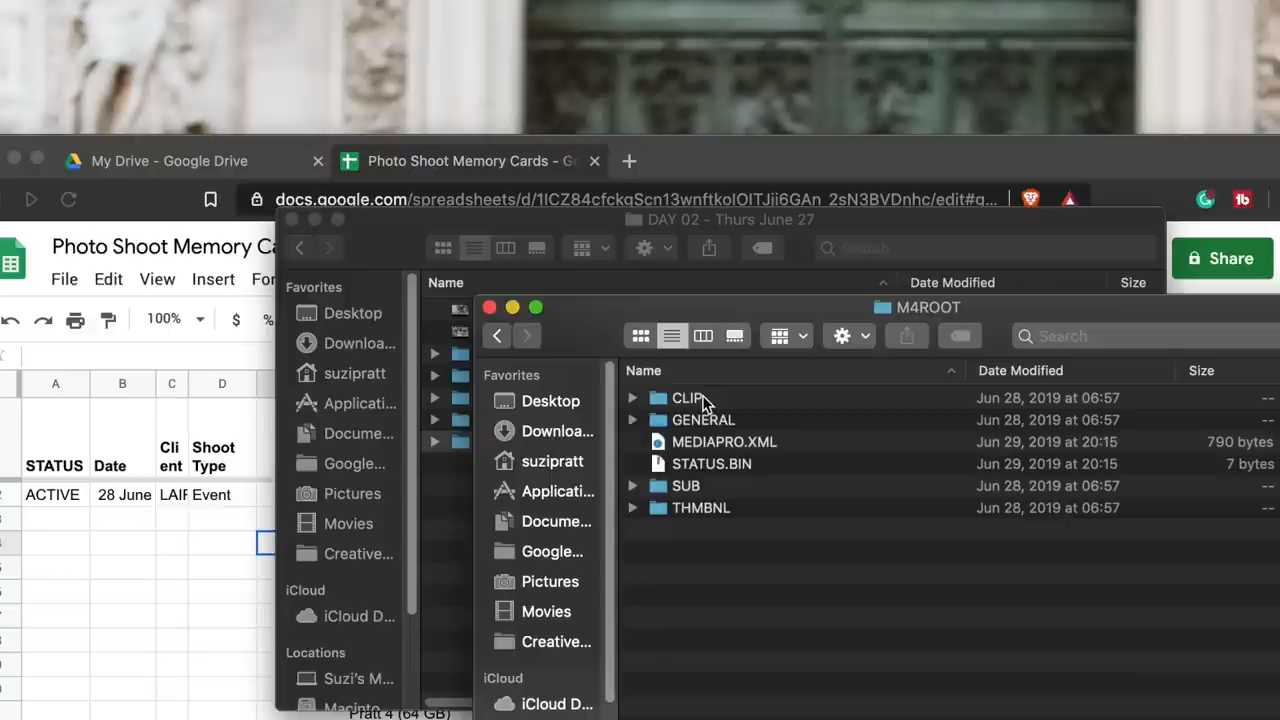 My Drive - Google Drive
Photo Shoot Memory Cards - G
docs.google.com/spreadsheets/d/1ICZ84cfckqScn13wnftkolOITJji6GAn_2sN3BVDnhc/edit#g...
Photo Shoot Memory Ca
File Edit View Insert For
100% $ %
Share
A B C D
STATUS Date Cli ent Shoot Type
ACTIVE 28 June LAIF Event
DAY 02 - Thurs June 27
Search
Favorites
Desktop
Downloa...
suzipratt
Applicati...
Docume...
Google...
Pictures
Movies
Creative...
iCloud
iCloud D...
Locations
Suzi's M...
Macinto
Name Date Modified Size
Pratt 4 (64 GB)
M4ROOT
Search
Favorites
Desktop
Downloa...
suzipratt
Applicati...
Docume...
Google...
Pictures
Movies
Creative...
iCloud
iCloud D...
Name Date Modified Size
CLIP Jun 28, 2019 at 06:57 --
GENERAL Jun 28, 2019 at 06:57 --
MEDIAPRO.XML Jun 29, 2019 at 20:15 790 bytes
STATUS.BIN Jun 29, 2019 at 20:15 7 bytes
SUB Jun 28, 2019 at 06:57 --
THMBNL Jun 28, 2019 at 06:57 --